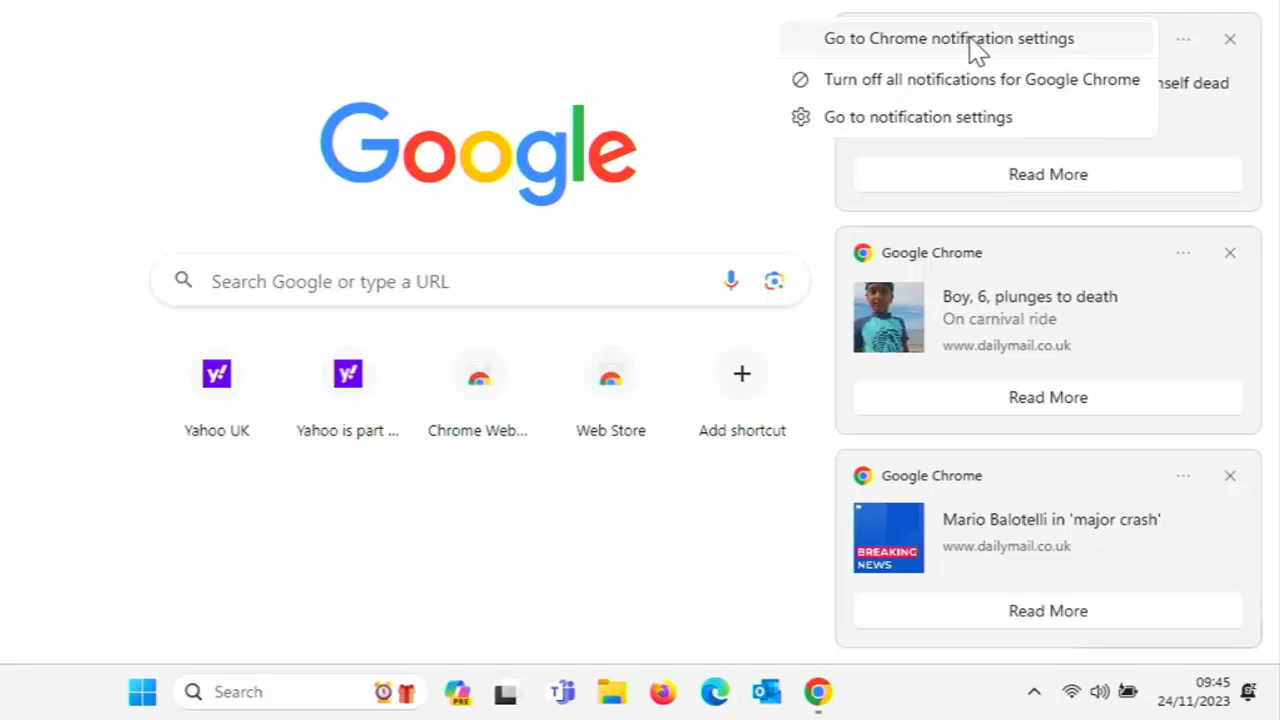 Go to Chrome notification settings
Turn off all notifications for Google Chrome
Go to notification settings
dead
Read More
Google
Search Google or type a URL
Yahoo UK
Yahoo is part ...
Chrome Web...
Web Store
Add shortcut
Google Chrome
Boy, 6, plunges to death
On carnival ride
www.dailymail.co.uk
Read More
Google Chrome
BREAKING
NEWS
Mario Balotelli in 'major crash'
www.dailymail.co.uk
Read More
Search
PRE
09:45
24/11/2023